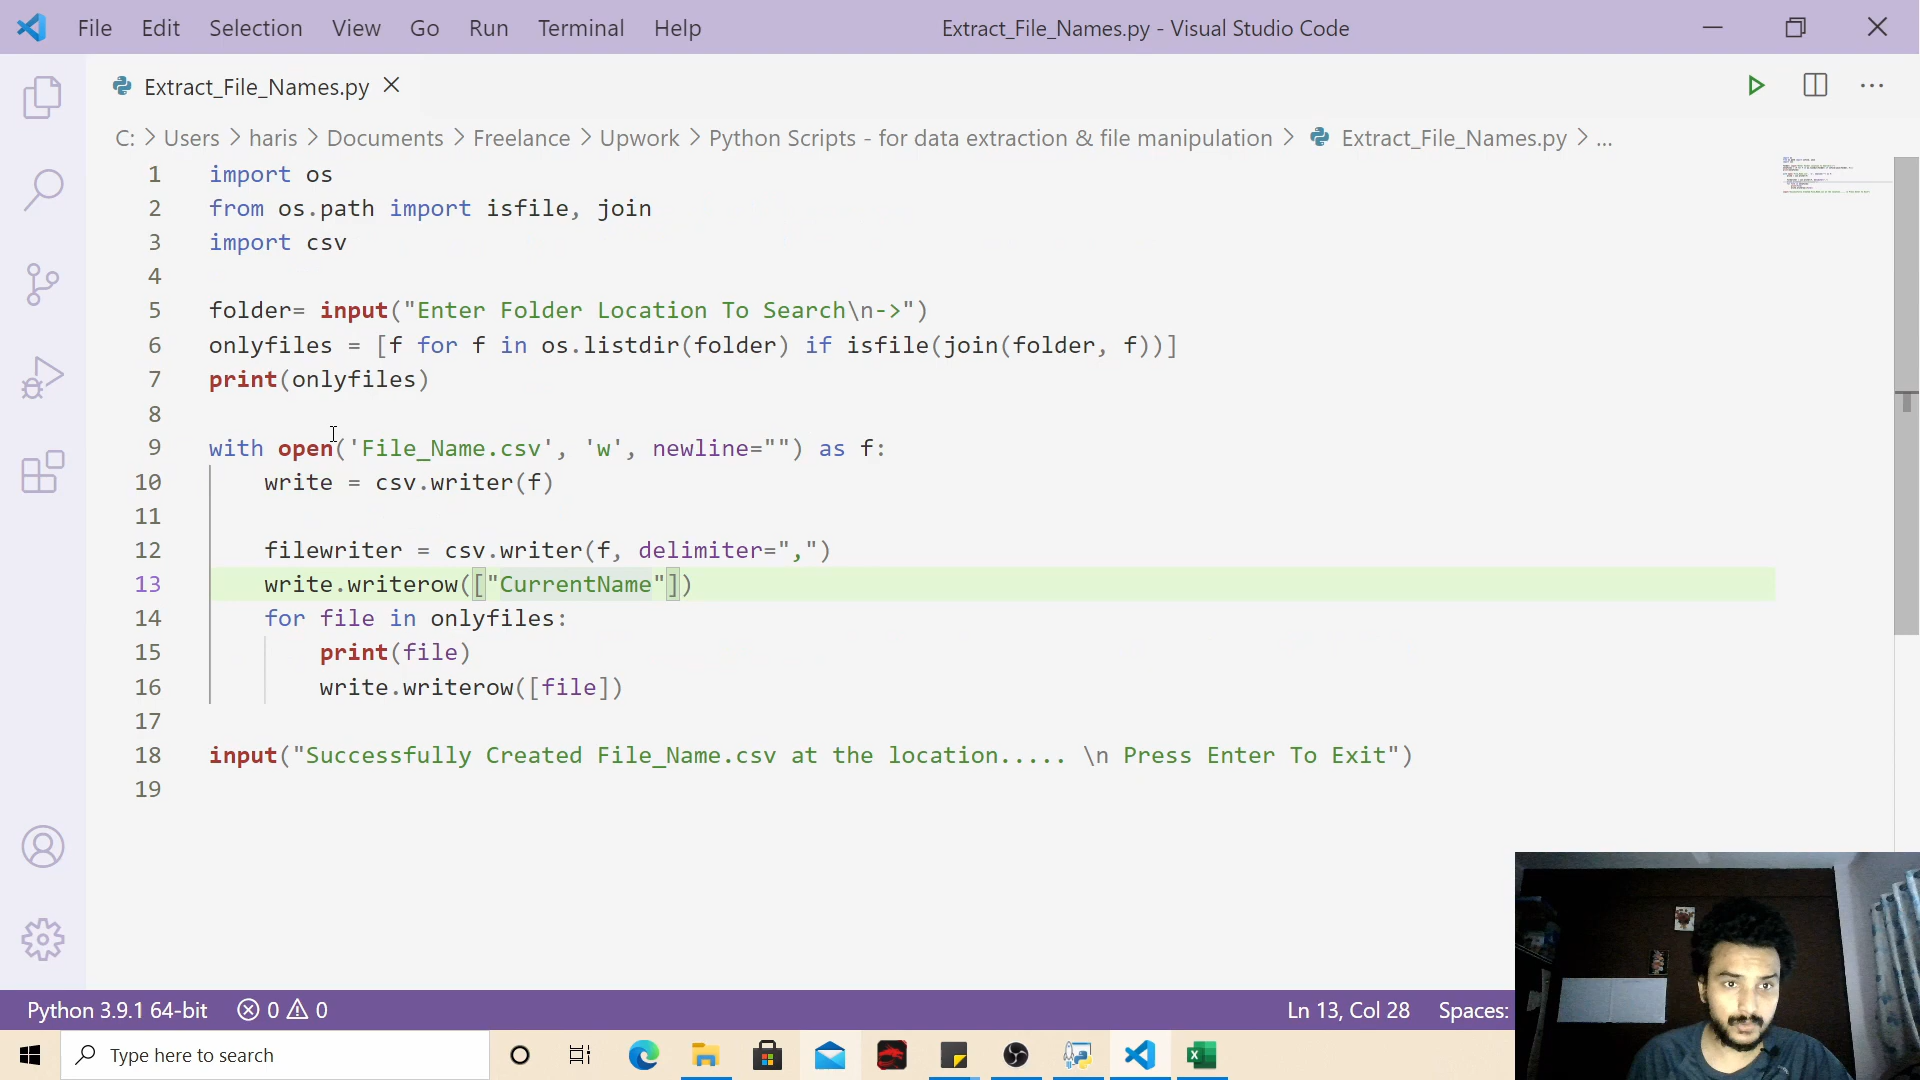 File Edit Selection View Go Run Terminal Help
Extract_File_Names.py - Visual Studio Code
Extract_File_Names.py
C: > Users > haris > Documents > Freelance > Upwork > Python Scripts - for data extraction & file manipulation > Extract_File_Names.py > ...
1 import os
2 from os.path import isfile, join
3 import csv
4
5 folder= input("Enter Folder Location To Search\n->")
6 onlyfiles = [f for f in os.listdir(folder) if isfile(join(folder, f))]
7 print(onlyfiles)
8
9 with open('File_Name.csv', 'w', newline="") as f:
10 write = csv.writer(f)
11
12 filewriter = csv.writer(f, delimiter=",")
13 write.writerow(["CurrentName"])
14 for file in onlyfiles:
15 print(file)
16 write.writerow([file])
17
18 input("Successfully Created File_Name.csv at the location..... \n Press Enter To Exit")
19
Python 3.9.1 64-bit 0 0 Ln 13, Col 28 Spaces:
Type here to search